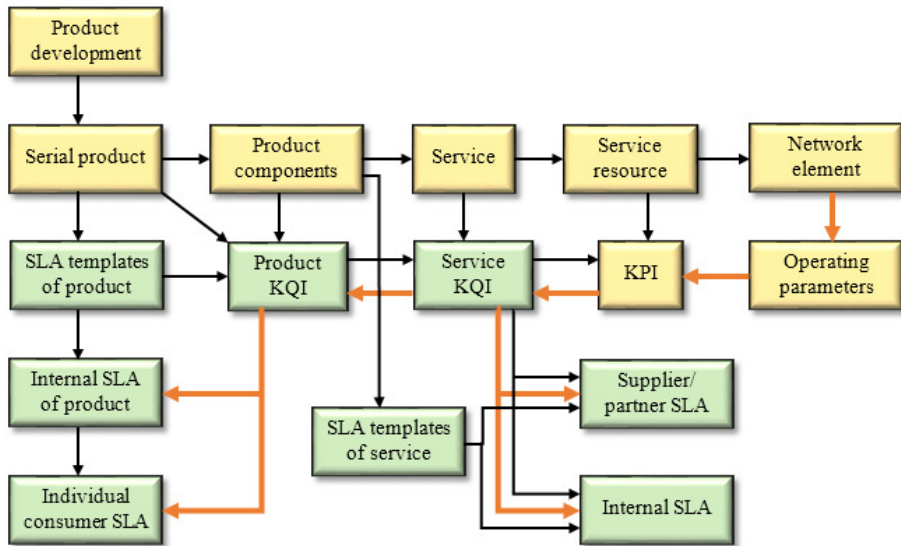 Product
development
Serial product
Product
components
Service
Service
resource
Network
element
SLA templates
of product
Product
KQI
Service
KQI
KPI
Operating
parameters
Internal SLA
of product
SLA templates
of service
Supplier/
partner SLA
Individual
consumer SLA
Internal SLA